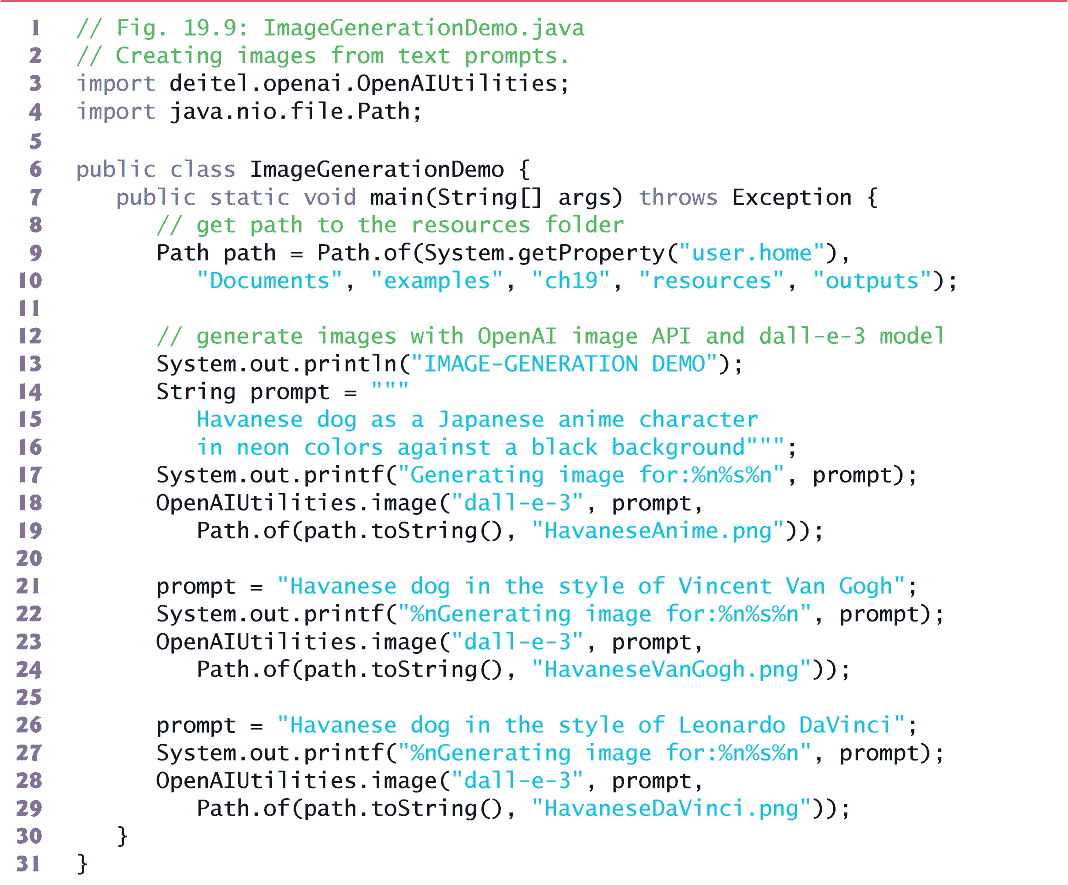 1 // Fig. 19.9: ImageGenerationDemo.java
2 // Creating images from text prompts.
3 import deitel.openai.OpenAIUtilities;
4 import java.nio.file.Path;
5
6 public class ImageGenerationDemo {
7    public static void main(String[] args) throws Exception {
8       // get path to the resources folder
9       Path path = Path.of(System.getProperty("user.home"),
10          "Documents", "examples", "ch19", "resources", "outputs");
11
12       // generate images with OpenAI image API and dall-e-3 model
13       System.out.println("IMAGE-GENERATION DEMO");
14       String prompt = """
15          Havanese dog as a Japanese anime character
16          in neon colors against a black background""";
17       System.out.printf("Generating image for:%n%s%n", prompt);
18       OpenAIUtilities.image("dall-e-3", prompt,
19          Path.of(path.toString(), "HavaneseAnime.png"));
20
21       prompt = "Havanese dog in the style of Vincent Van Gogh";
22       System.out.printf("%nGenerating image for:%n%s%n", prompt);
23       OpenAIUtilities.image("dall-e-3", prompt,
24          Path.of(path.toString(), "HavaneseVanGogh.png"));
25
26       prompt = "Havanese dog in the style of Leonardo DaVinci";
27       System.out.printf("%nGenerating image for:%n%s%n", prompt);
28       OpenAIUtilities.image("dall-e-3", prompt,
29          Path.of(path.toString(), "HavaneseDaVinci.png"));
30    }
31 }